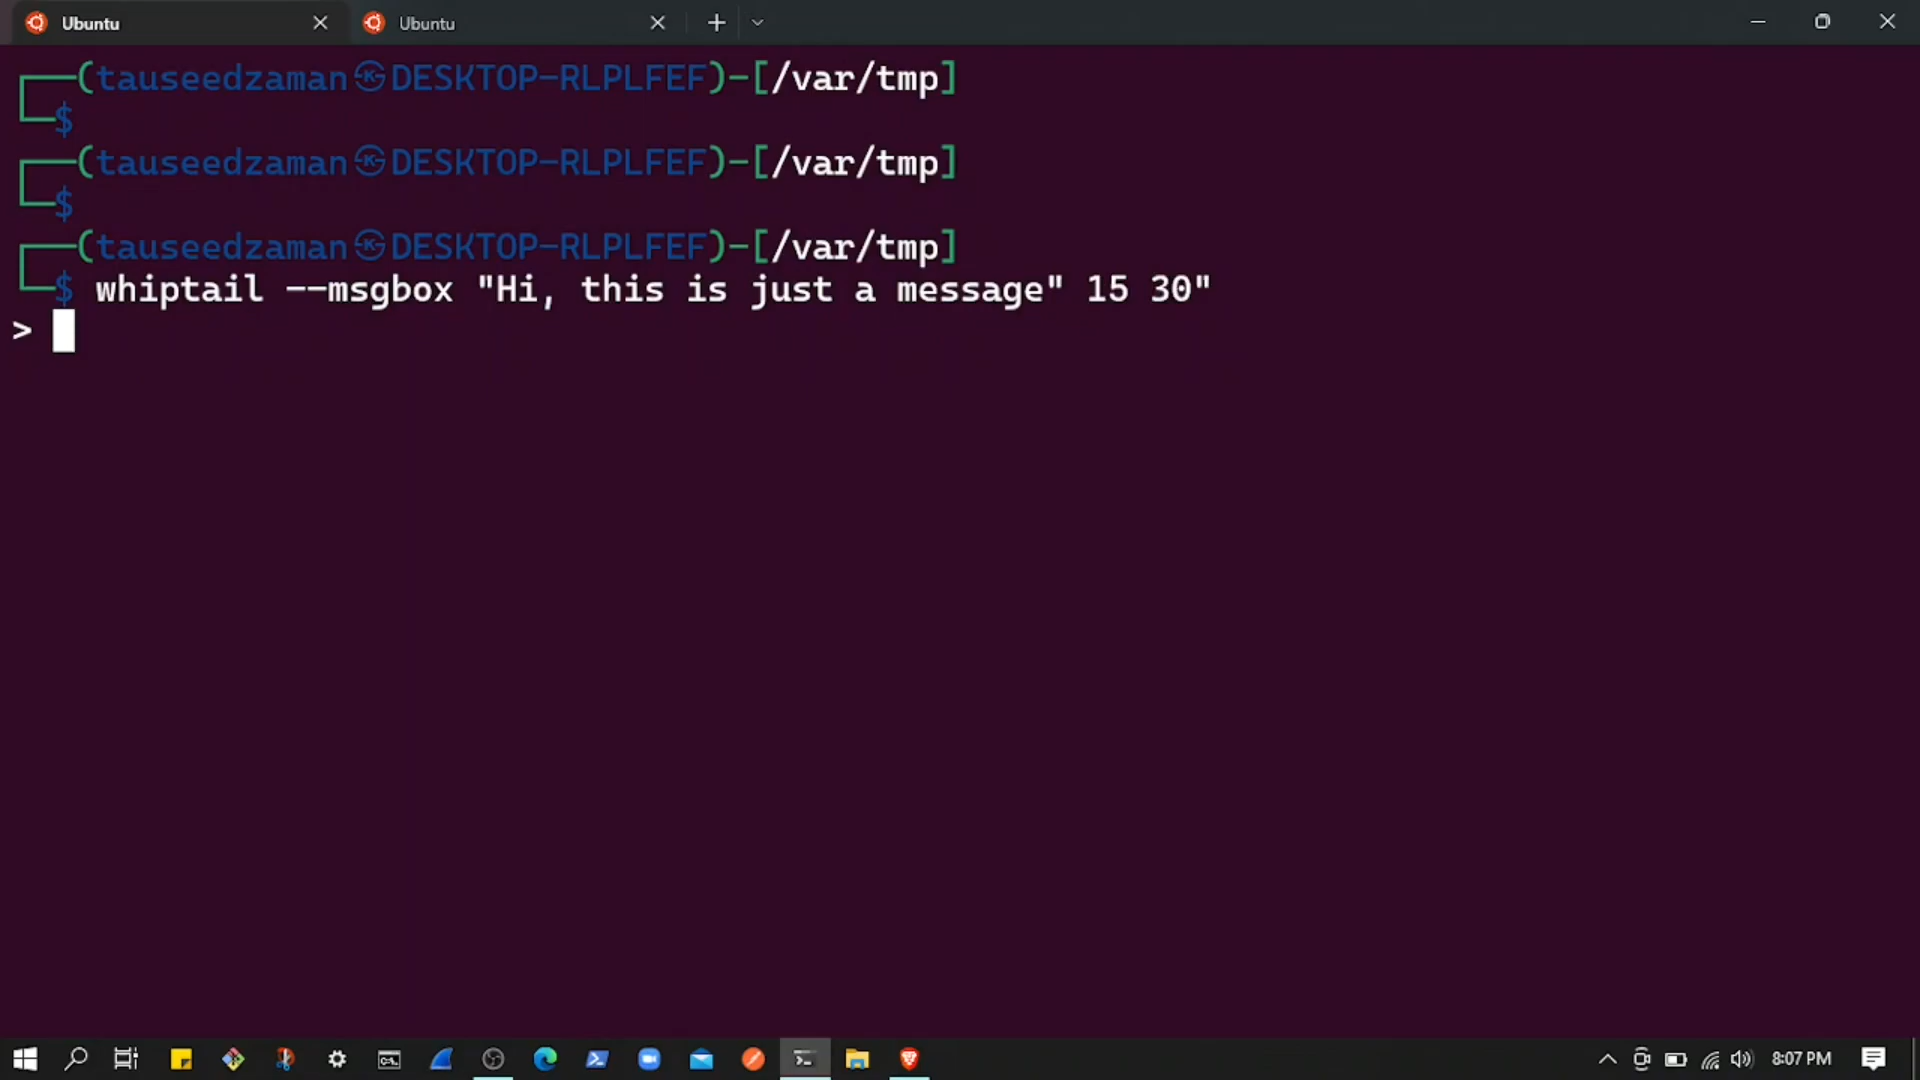 Ubuntu
Ubuntu
┌──(tauseedzaman㉿DESKTOP-RLPLFEF)-[/var/tmp]
└─$
┌──(tauseedzaman㉿DESKTOP-RLPLFEF)-[/var/tmp]
└─$
┌──(tauseedzaman㉿DESKTOP-RLPLFEF)-[/var/tmp]
└─$ whiptail --msgbox "Hi, this is just a message" 15 30"
>
8:07 PM